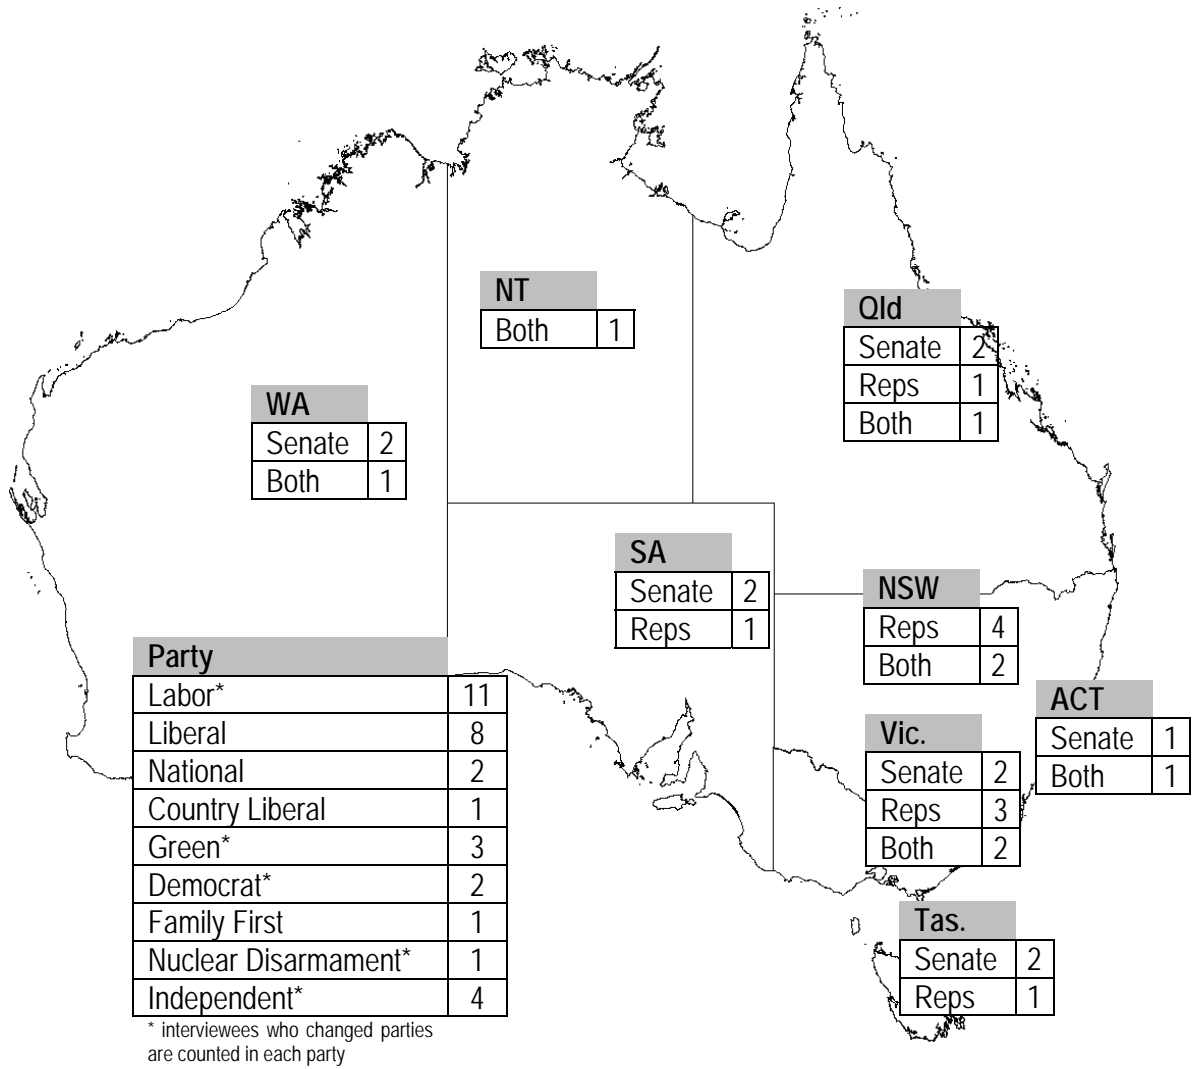 NT
Both 1
Qld
Senate 2
Reps 1
Both 1
WA
Senate 2
Both 1
SA
Senate 2
Reps 1
NSW
Reps 4
Both 2
Party
Labor* 11
Liberal 8
National 2
Country Liberal 1
Green* 3
Democrat* 2
Family First 1
Nuclear Disarmament* 1
Independent* 4
* interviewees who changed parties
are counted in each party
ACT
Senate 1
Both 1
Vic.
Senate 2
Reps 3
Both 2
Tas.
Senate 2
Reps 1